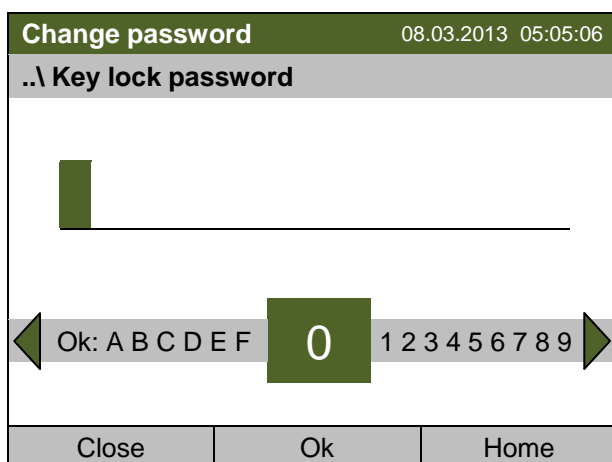 Change password 08.03.2013 05:05:06
..\ Key lock password
Ok: A B C D E F 0 1 2 3 4 5 6 7 8 9
Close Ok Home